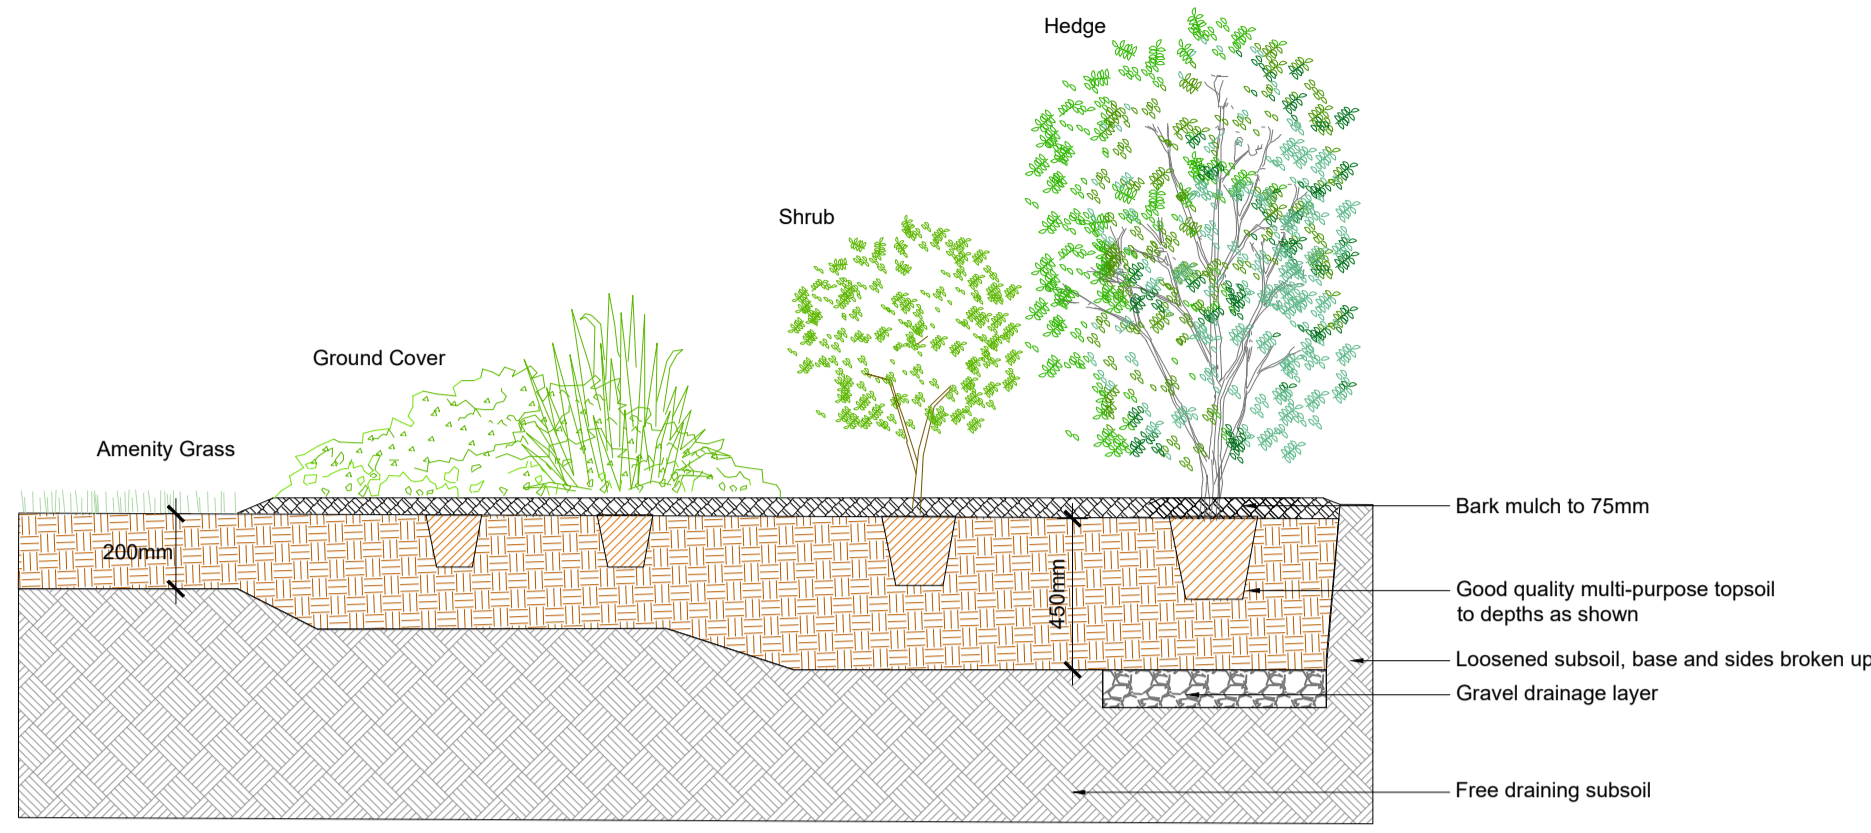 Hedge
Shrub
Ground Cover
Amenity Grass
200mm
450mm
Bark mulch to 75mm
Good quality multi-purpose topsoil
to depths as shown
Loosened subsoil, base and sides broken up
Gravel drainage layer
Free draining subsoil